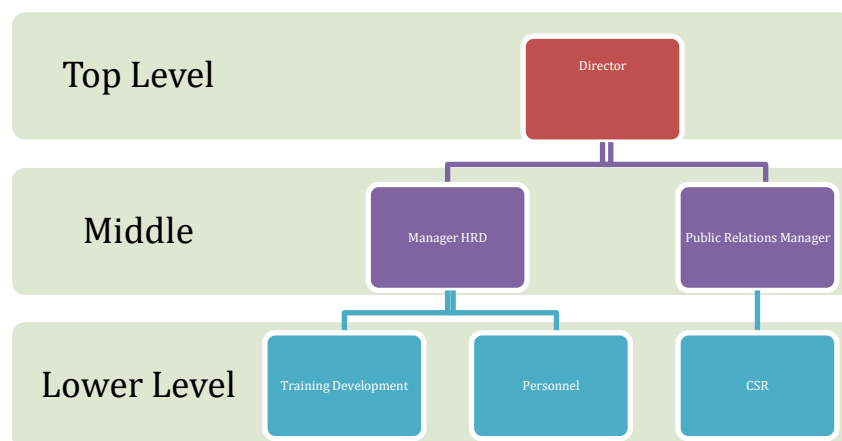 Top Level
Director
Middle
Manager HRD
Public Relations Manager
Lower Level
Training Development
Personnel
CSR